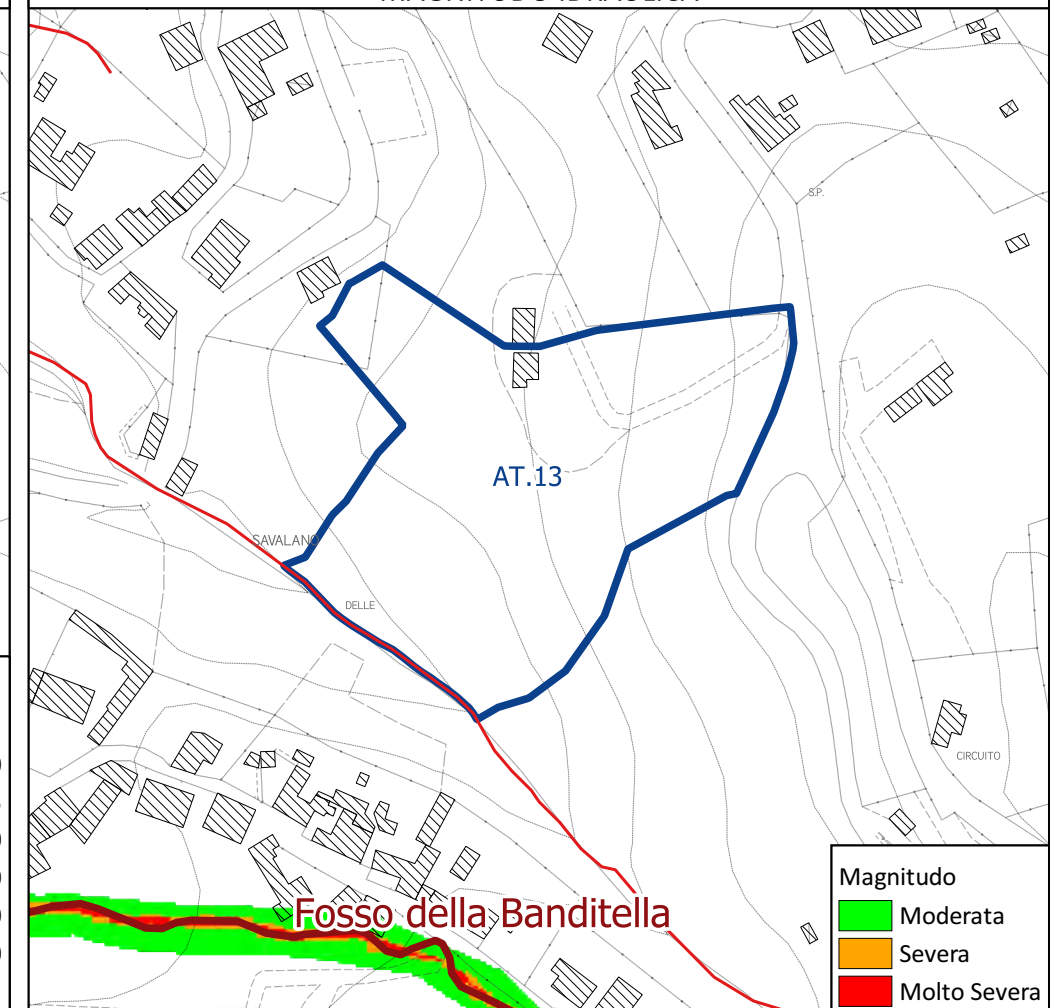 S.P.
AT.13
SAVALANO
DELLE
CIRCUITO
Fosso della Banditella
Magnitudo
Moderata
Severa
Molto Severa